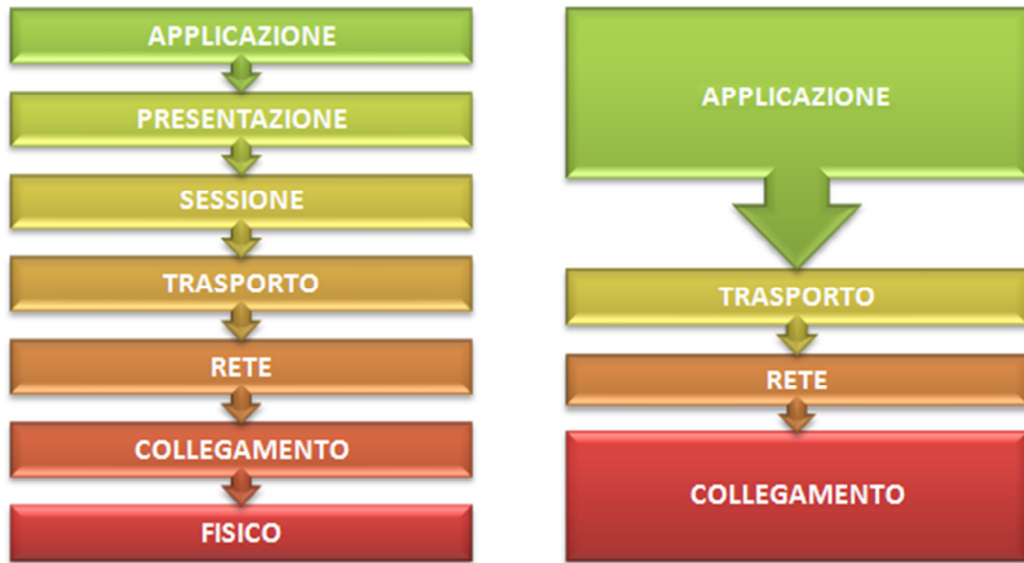 APPLICAZIONE
PRESENTAZIONE
SESSIONE
TRASPORTO
RETE
COLLEGAMENTO
FISICO
APPLICAZIONE
TRASPORTO
RETE
COLLEGAMENTO